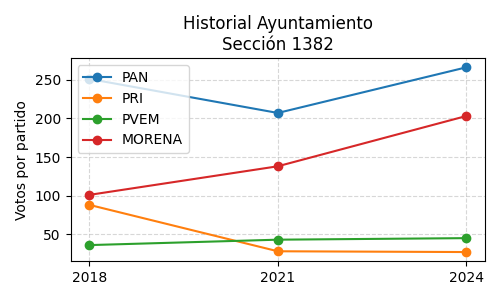 Historial Ayuntamiento
Sección 1382
Votos por partido
250
200
150
100
50
PAN
PRI
PVEM
MORENA
2018
2021
2024